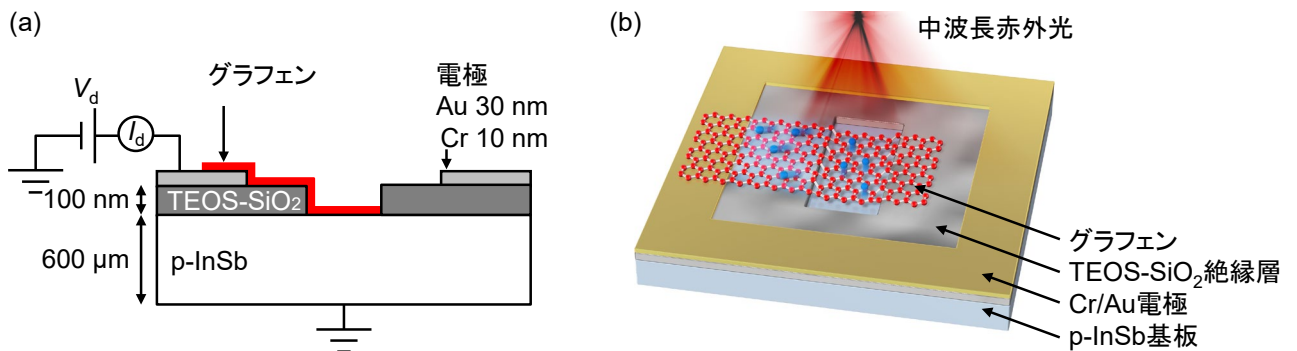 (a)
グラフェン
電極
Au 30 nm
Cr 10 nm
Vd
Id
100 nm
TEOS-SiO2
600 μm
p-InSb
(b)
中波長赤外光
グラフェン
TEOS-SiO2絶縁層
Cr/Au電極
p-InSb基板